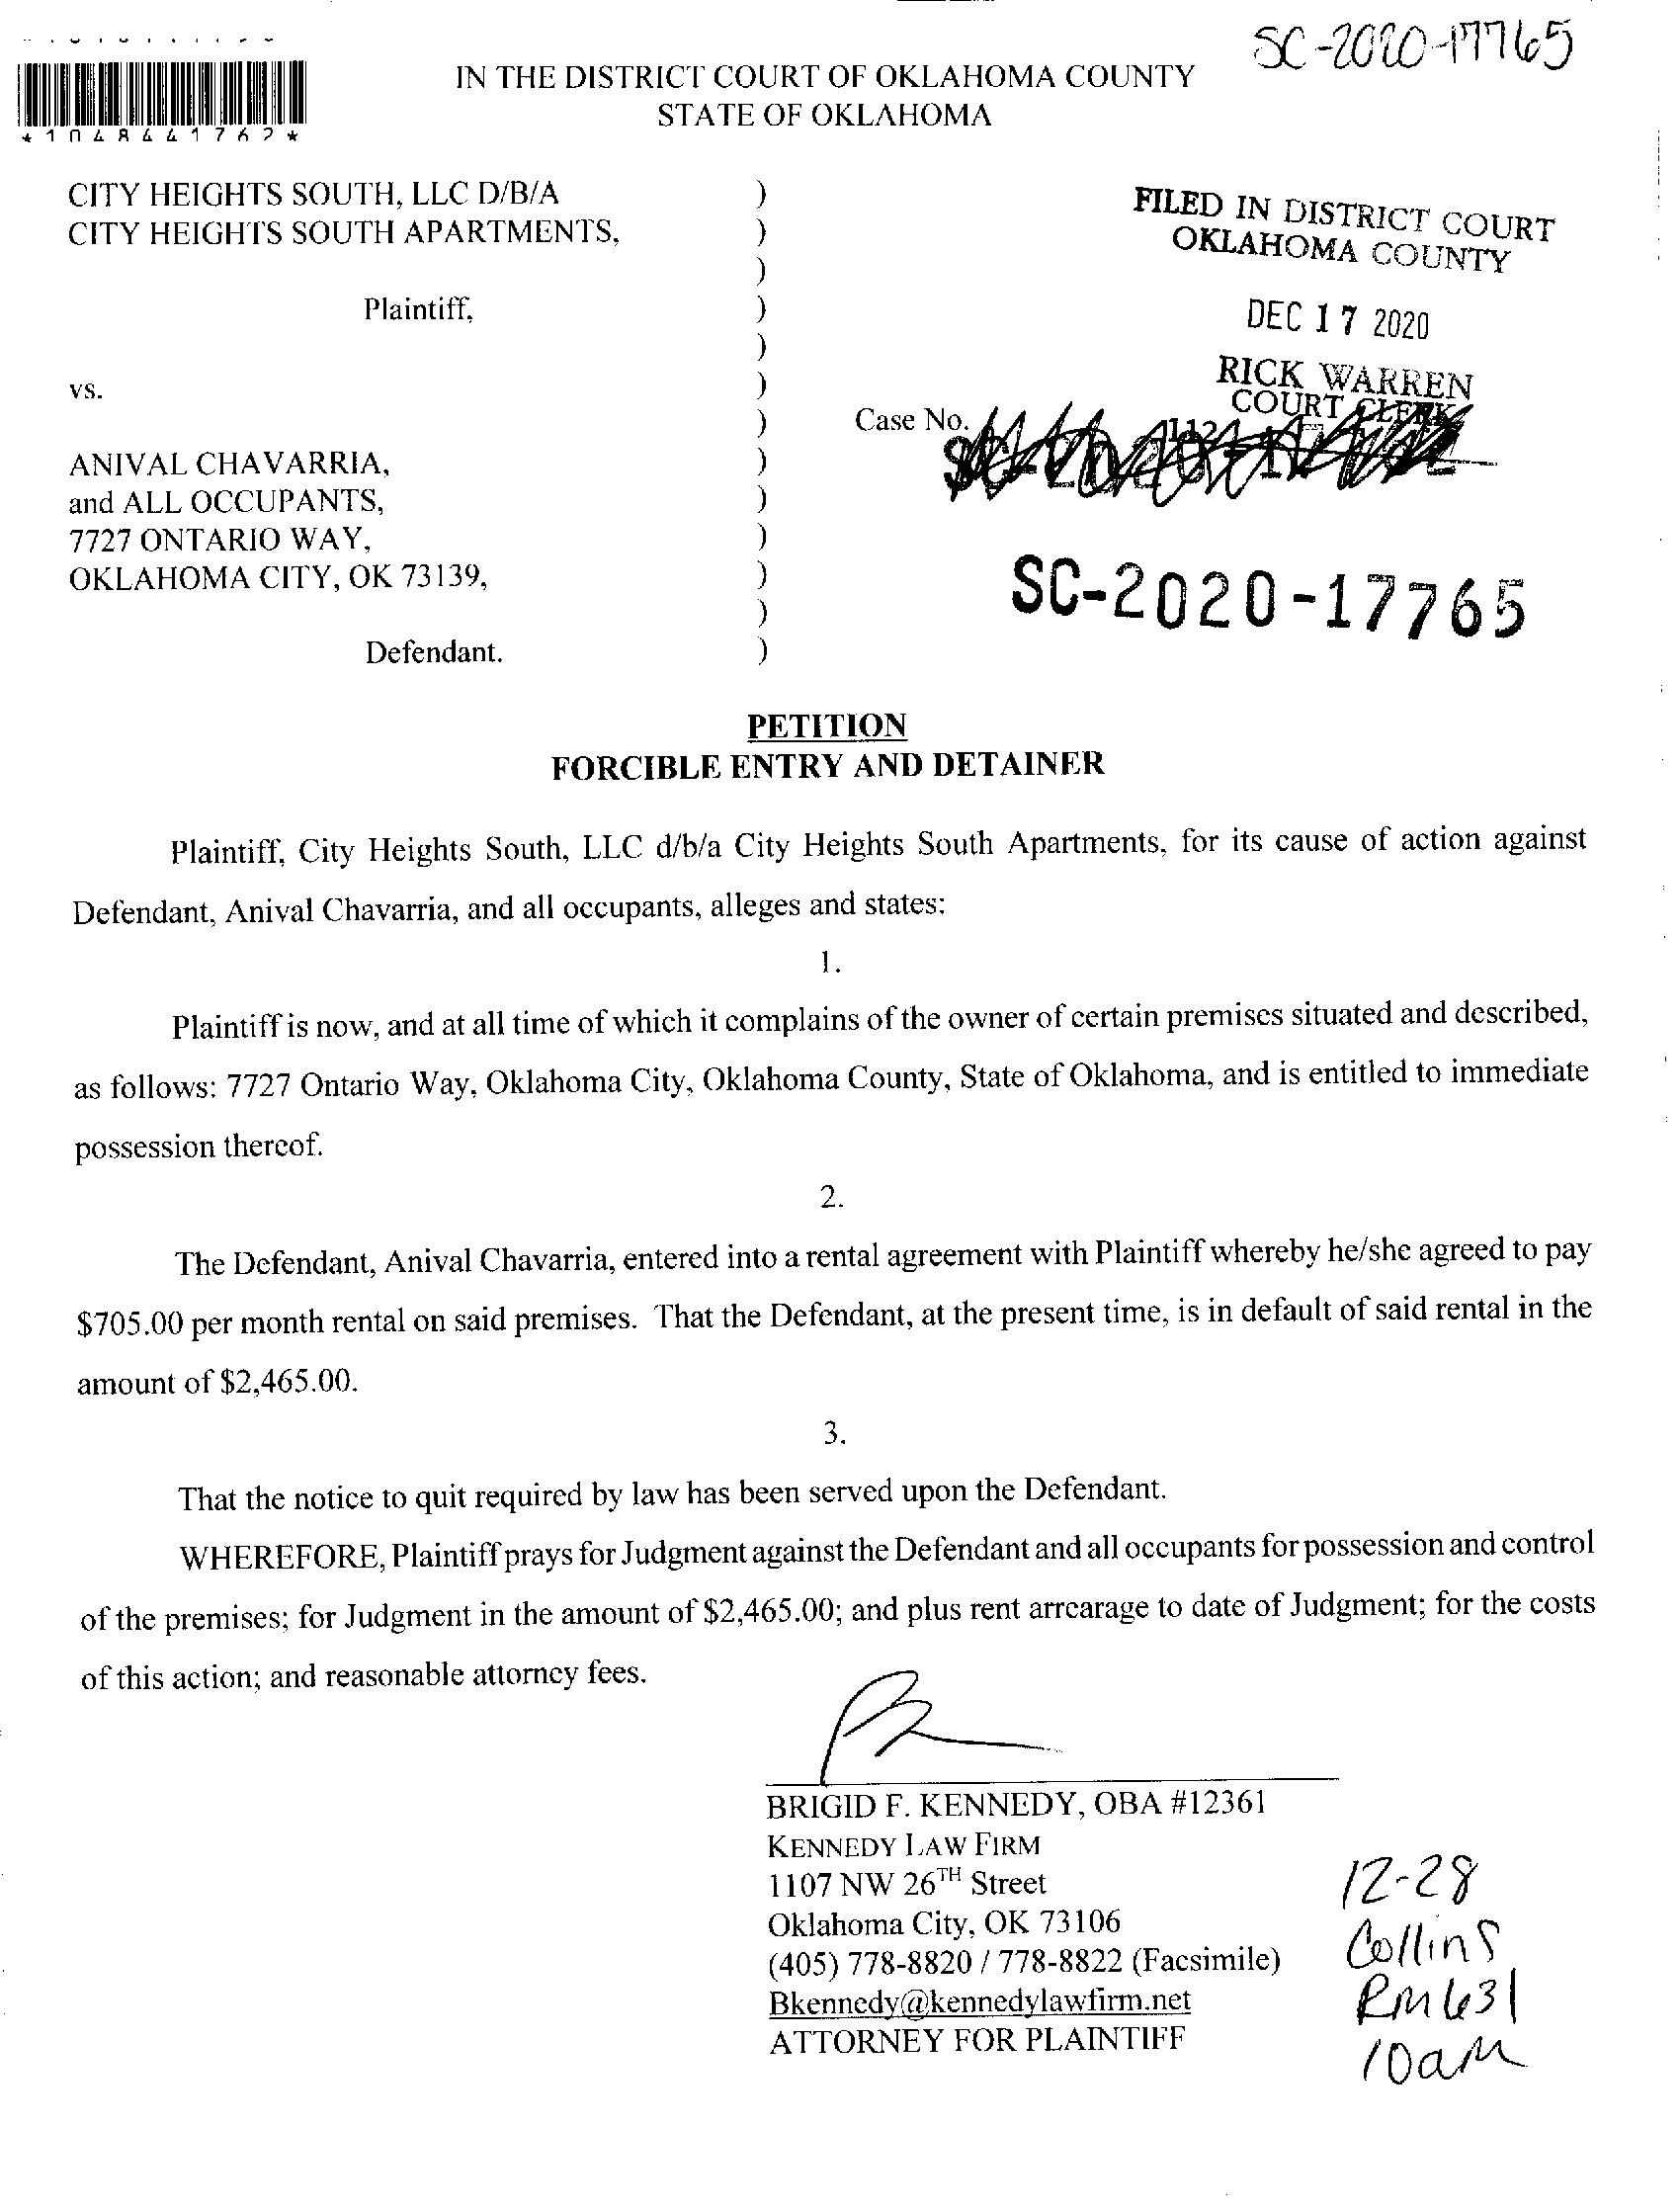 SC-2020-17765
*1048441762*
IN THE DISTRICT COURT OF OKLAHOMA COUNTY
STATE OF OKLAHOMA
CITY HEIGHTS SOUTH, LLC D/B/A )
CITY HEIGHTS SOUTH APARTMENTS, )
)
Plaintiff, )
)
vs. )
)
ANIVAL CHAVARRIA, )
and ALL OCCUPANTS, )
7727 ONTARIO WAY, )
OKLAHOMA CITY, OK 73139, )
)
Defendant. )
FILED IN DISTRICT COURT
OKLAHOMA COUNTY
DEC 17 2020
RICK WARREN
COURT CLERK
Case No.
SC-2020-17765
PETITION
FORCIBLE ENTRY AND DETAINER
Plaintiff, City Heights South, LLC d/b/a City Heights South Apartments, for its cause of action against
Defendant, Anival Chavarria, and all occupants, alleges and states:
1.
Plaintiff is now, and at all time of which it complains of the owner of certain premises situated and described,
as follows: 7727 Ontario Way, Oklahoma City, Oklahoma County, State of Oklahoma, and is entitled to immediate
possession thereof.
2.
The Defendant, Anival Chavarria, entered into a rental agreement with Plaintiff whereby he/she agreed to pay
$705.00 per month rental on said premises. That the Defendant, at the present time, is in default of said rental in the
amount of $2,465.00.
3.
That the notice to quit required by law has been served upon the Defendant.
WHEREFORE, Plaintiff prays for Judgment against the Defendant and all occupants for possession and control
of the premises; for Judgment in the amount of $2,465.00; and plus rent arrearage to date of Judgment; for the costs
of this action; and reasonable attorney fees.
BRIGID F. KENNEDY, OBA #12361
KENNEDY LAW FIRM
1107 NW 26TH Street
Oklahoma City, OK 73106
(405) 778-8820 / 778-8822 (Facsimile)
Bkennedy@kennedylawfirm.net
ATTORNEY FOR PLAINTIFF
12-28
Collins
RM 631
10am